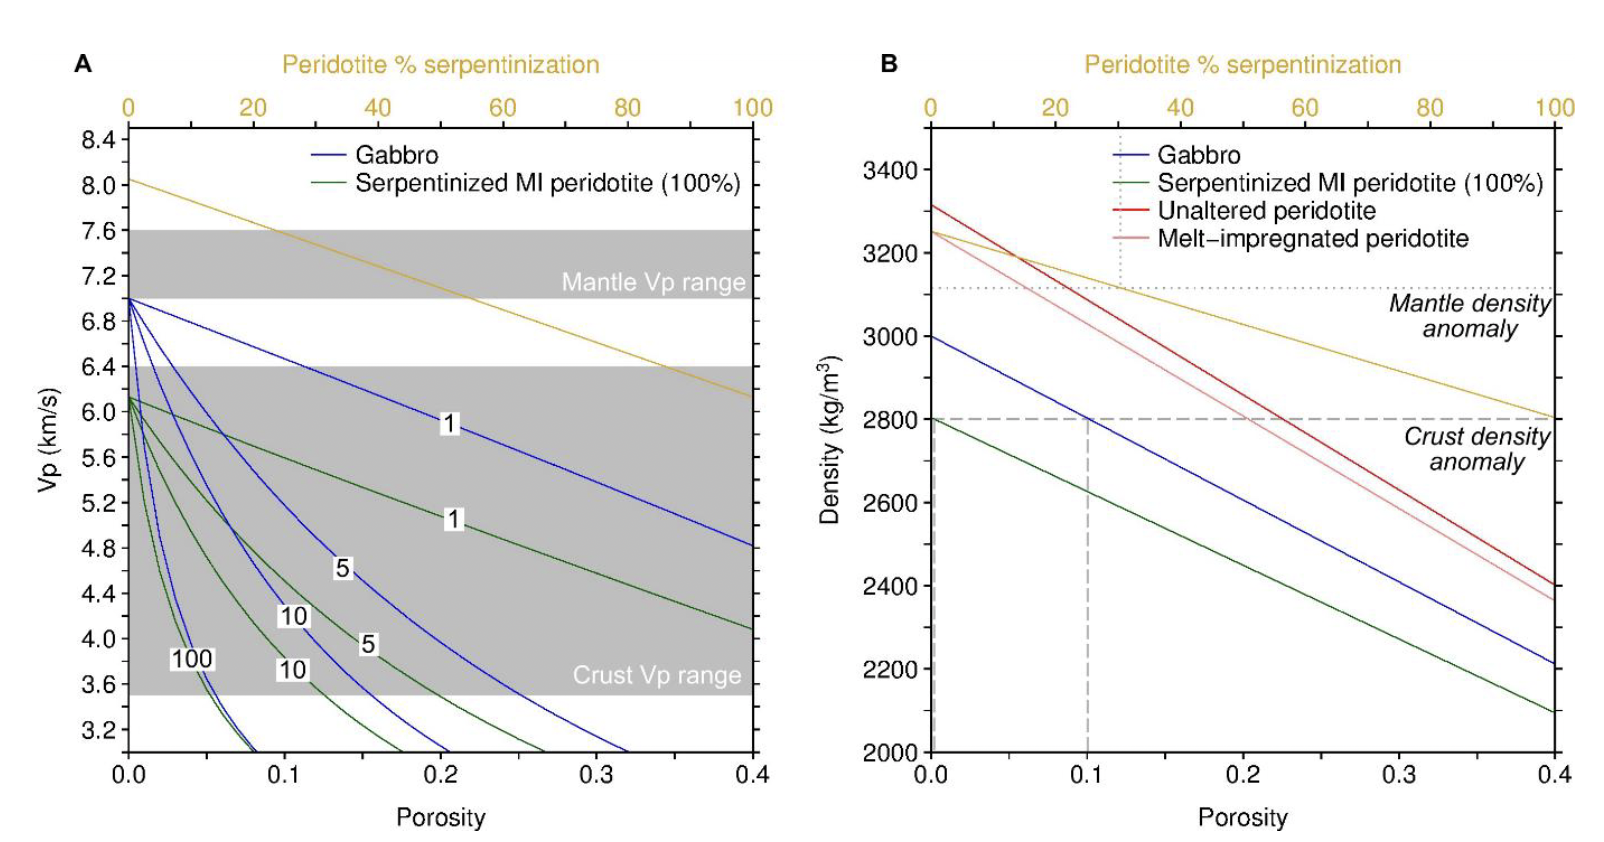 A
Peridotite % serpentinization
0 20 40 60 80 100
8.4
8.0
7.6
7.2
6.8
6.4
6.0
5.6
5.2
4.8
4.4
4.0
3.6
3.2
Vp (km/s)
Gabbro
Serpentinized MI peridotite (100%)
Mantle Vp range
1
1
5
10
5
100
10
Crust Vp range
0.0 0.1 0.2 0.3 0.4
Porosity
B
Peridotite % serpentinization
0 20 40 60 80 100
3400
3200
3000
2800
2600
2400
2200
2000
Density (kg/m³)
Gabbro
Serpentinized MI peridotite (100%)
Unaltered peridotite
Melt−impregnated peridotite
Mantle density
anomaly
Crust density
anomaly
0.0 0.1 0.2 0.3 0.4
Porosity